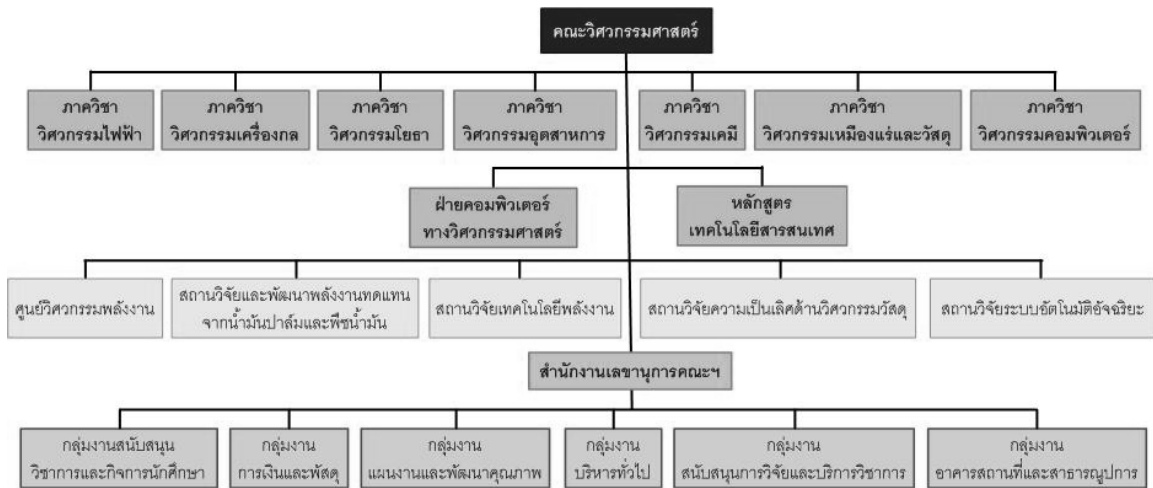 คณะวิศวกรรมศาสตร์
ภาควิชา
วิศวกรรมไฟฟ้า
ภาควิชา
วิศวกรรมเครื่องกล
ภาควิชา
วิศวกรรมโยธา
ภาควิชา
วิศวกรรมอุตสาหการ
ภาควิชา
วิศวกรรมเคมี
ภาควิชา
วิศวกรรมเหมืองแร่และวัสดุ
ภาควิชา
วิศวกรรมคอมพิวเตอร์
ฝ่ายคอมพิวเตอร์
ทางวิศวกรรมศาสตร์
หลักสูตร
เทคโนโลยีสารสนเทศ
ศูนย์วิศวกรรมพลังงาน
สถานวิจัยและพัฒนาพลังงานทดแทน
จากน้ำมันปาล์มและพืชน้ำมัน
สถานวิจัยเทคโนโลยีพลังงาน
สถานวิจัยความเป็นเลิศด้านวิศวกรรมวัสดุ
สถานวิจัยระบบอัตโนมัติอัจฉริยะ
สำนักงานเลขานุการคณะฯ
กลุ่มงานสนับสนุน
วิชาการและกิจการนักศึกษา
กลุ่มงาน
การเงินและพัสดุ
กลุ่มงาน
แผนงานและพัฒนาคุณภาพ
กลุ่มงาน
บริหารทั่วไป
กลุ่มงาน
สนับสนุนการวิจัยและบริการวิชาการ
กลุ่มงาน
อาคารสถานที่และสาธารณูปการ